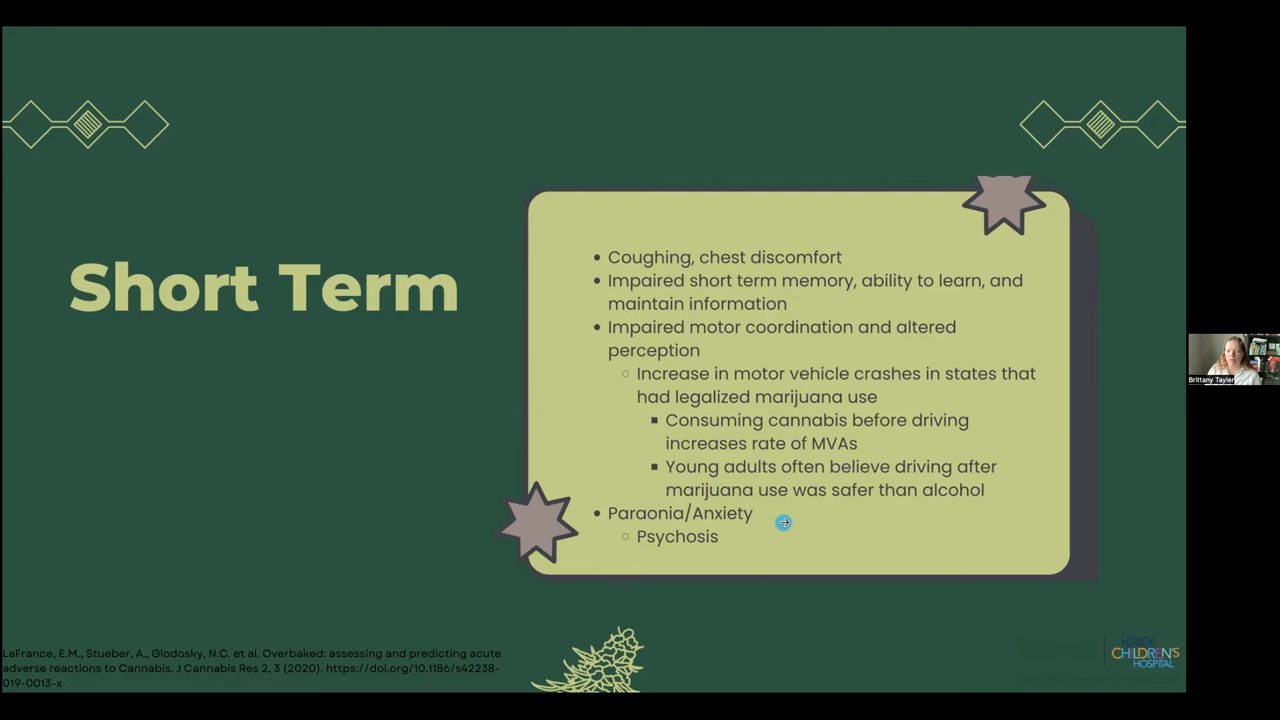 Short Term
• Coughing, chest discomfort
• Impaired short term memory, ability to learn, and
maintain information
• Impaired motor coordination and altered
perception
○ Increase in motor vehicle crashes in states that
had legalized marijuana use
▪ Consuming cannabis before driving
increases rate of MVAs
▪ Young adults often believe driving after
marijuana use was safer than alcohol
• Paraonia/Anxiety
○ Psychosis
Brittany Tayler
LaFrance, E.M., Stueber, A., Glodosky, N.C. et al. Overbaked: assessing and predicting acute
adverse reactions to Cannabis. J Cannabis Res 2, 3 (2020). https://doi.org/10.1186/s42238-
019-0013-x
HURLEY
CHILDREN'S
HOSPITAL